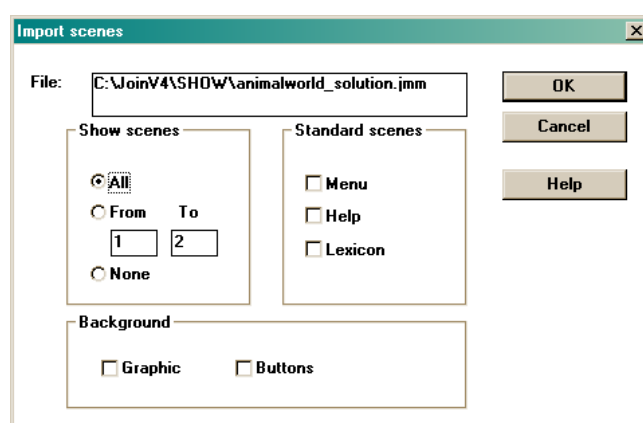 Import scenes
File: C:\JoinV4\SHOW\animalworld_solution.jmm
OK
Cancel
Help
Show scenes
All
From To
1 2
None
Standard scenes
Menu
Help
Lexicon
Background
Graphic Buttons